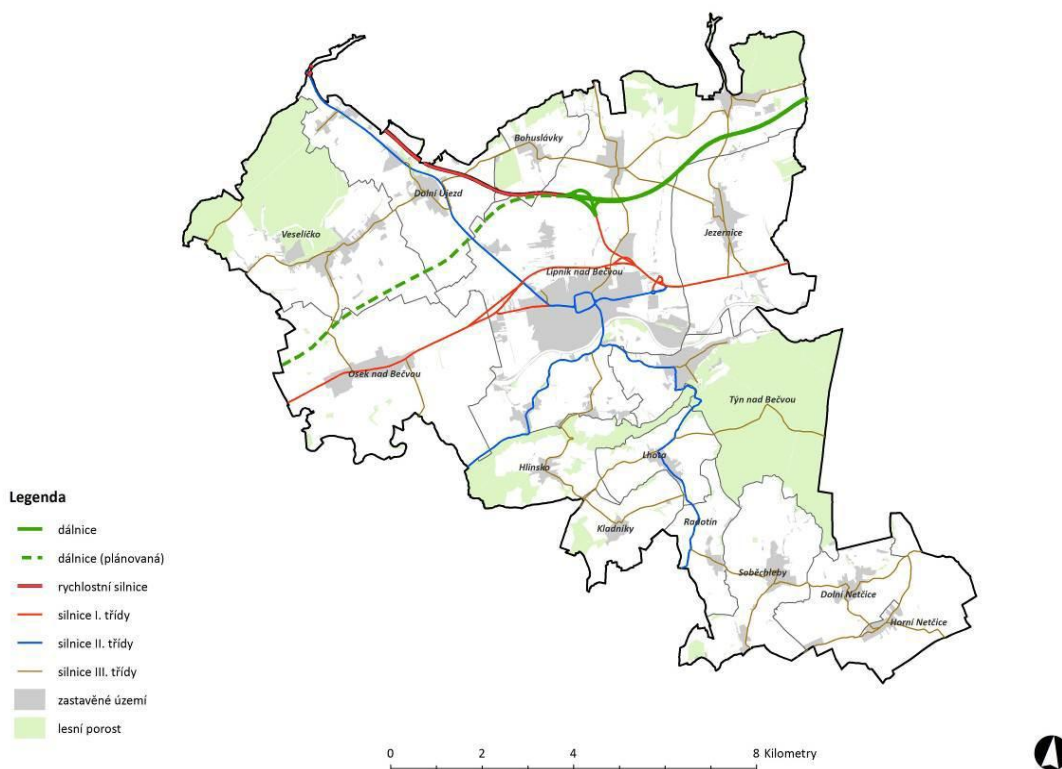 Bohuslávky
Dolní Újezd
Veselíčko
Jezernice
Lipník nad Bečvou
Osek nad Bečvou
Týn nad Bečvou
Lhota
Hlinsko
Kladníky
Radotín
Soběchleby
Dolní Netčice
Horní Netčice
Legenda
dálnice
dálnice (plánovaná)
rychlostní silnice
silnice I. třídy
silnice II. třídy
silnice III. třídy
zastavěné území
lesní porost
0 2 4 8 Kilometry